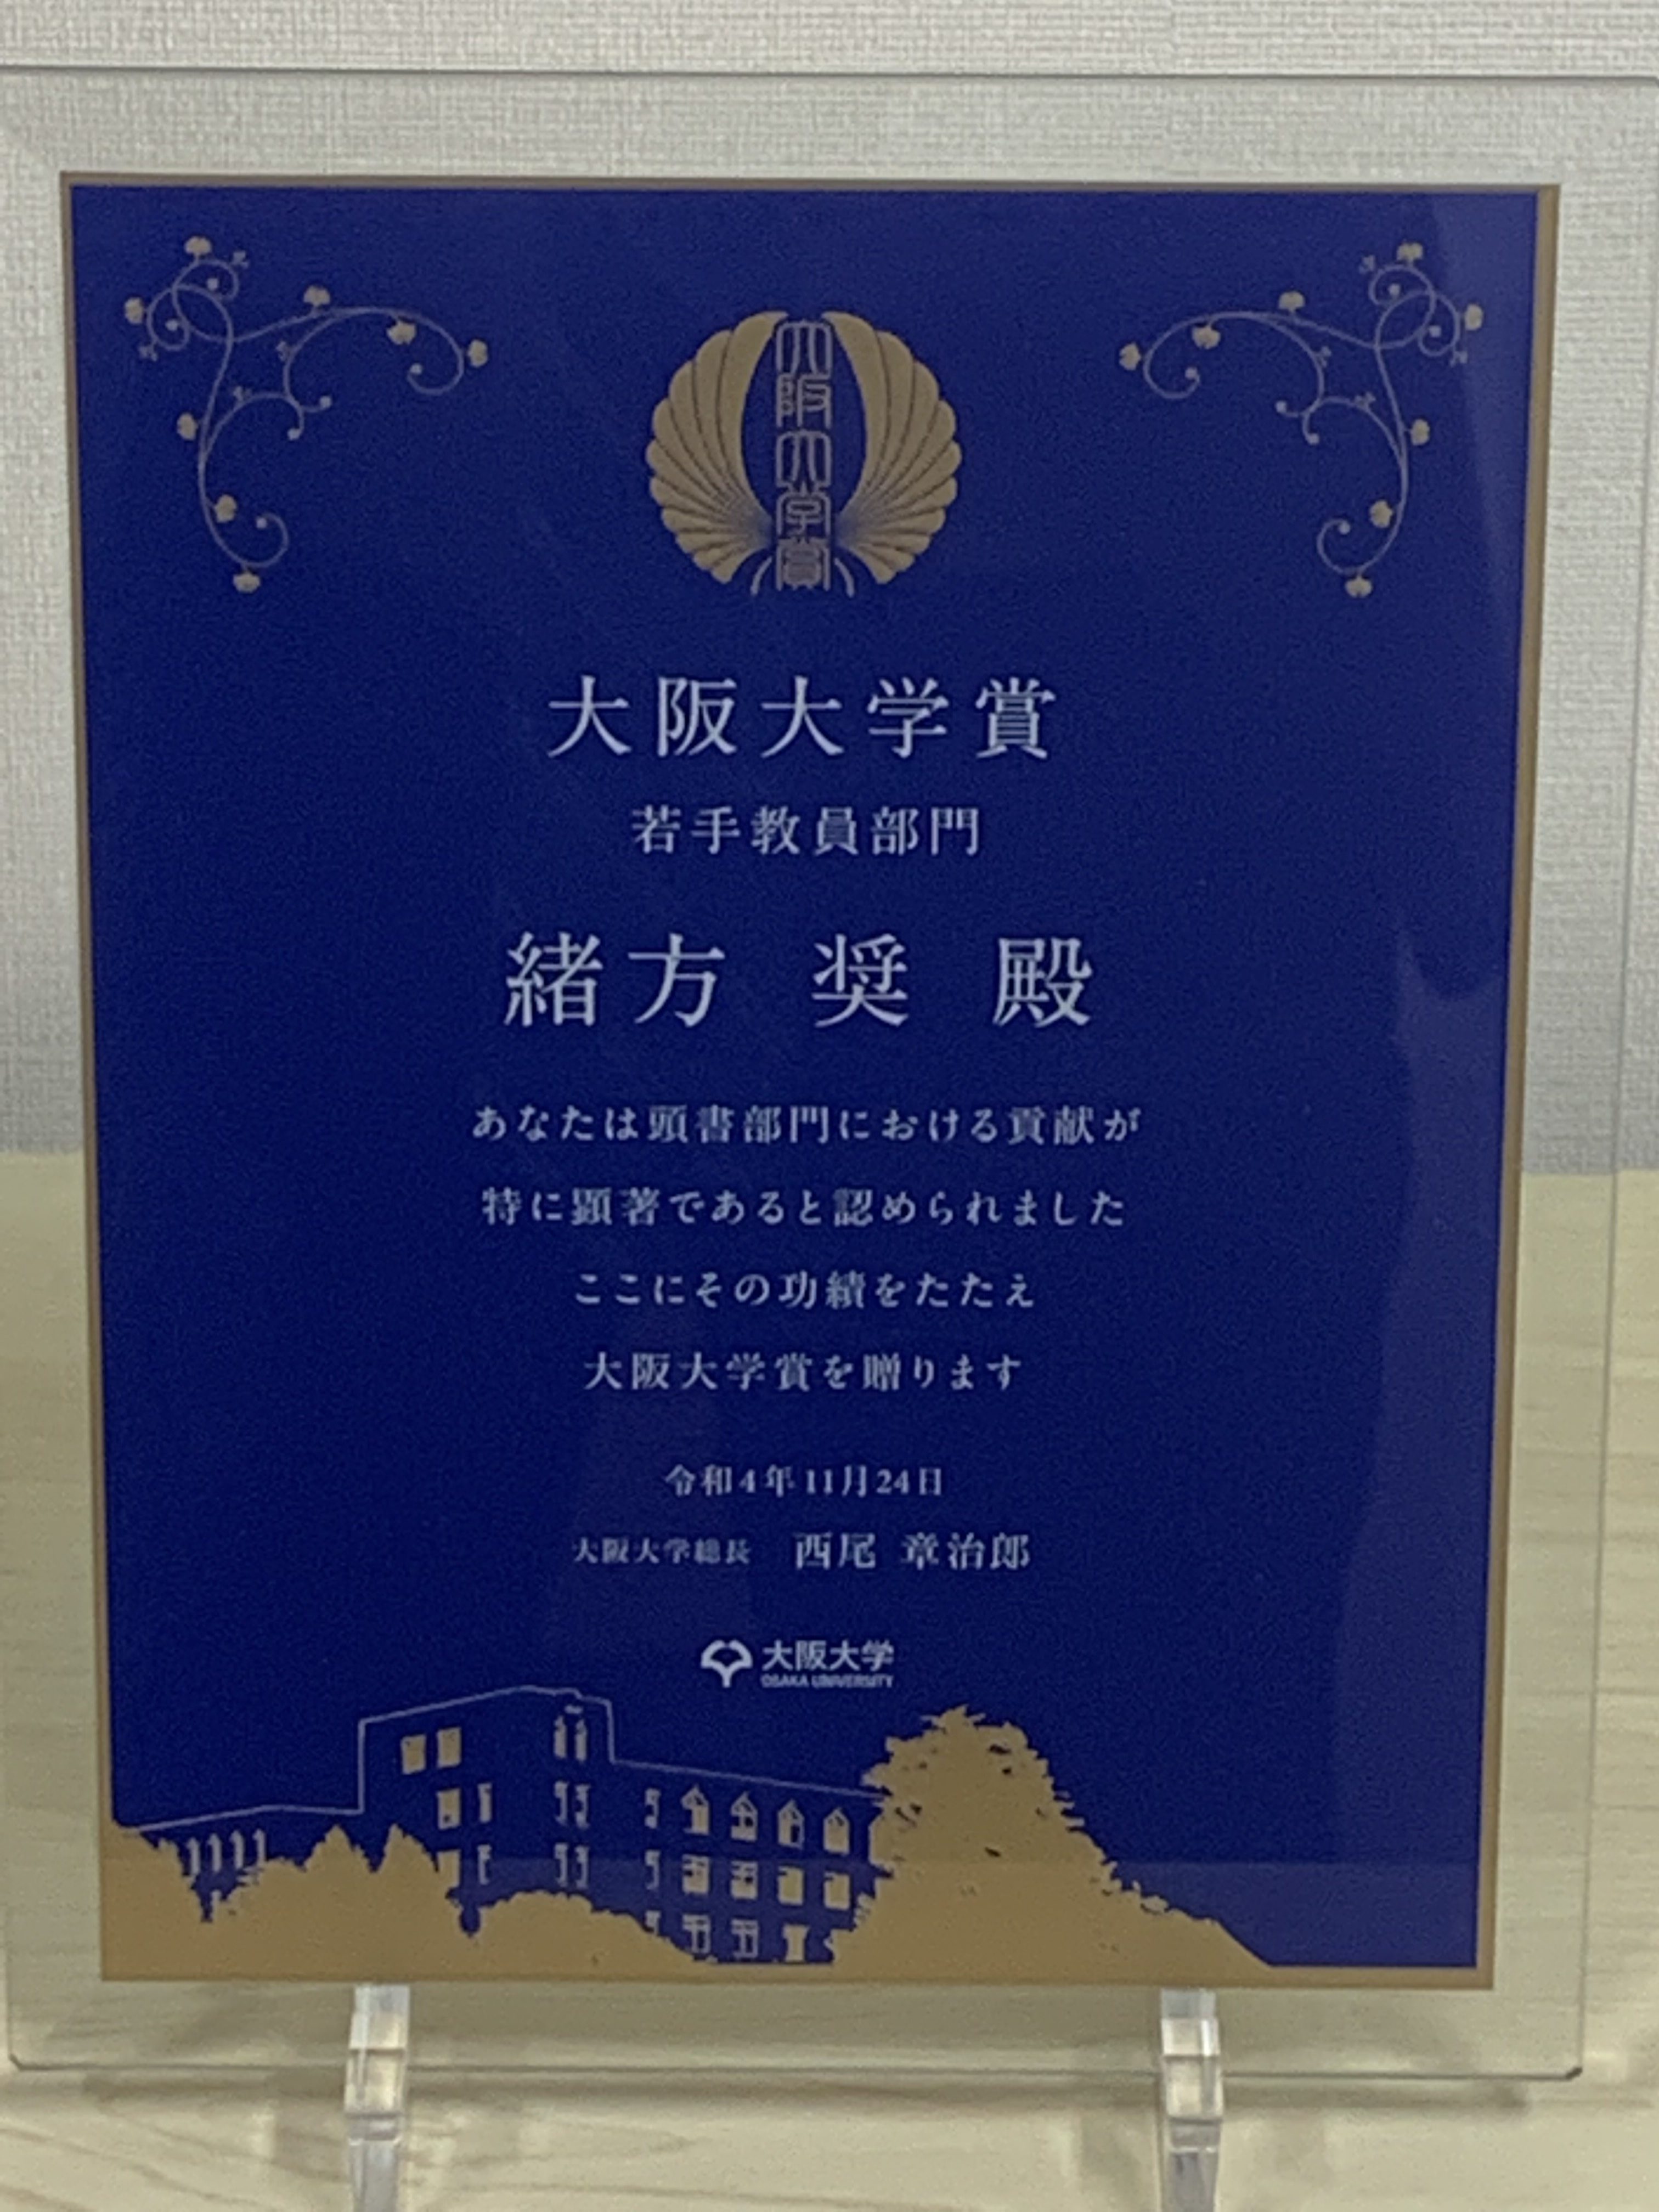 大阪大学賞
大阪大学賞
若手教員部門
緒方 奨 殿
あなたは頭書部門における貢献が
特に顕著であると認められました
ここにその功績をたたえ
大阪大学賞を贈ります
令和4年11月24日
大阪大学総長 西尾 章治郎
大阪大学
OSAKA UNIVERSITY